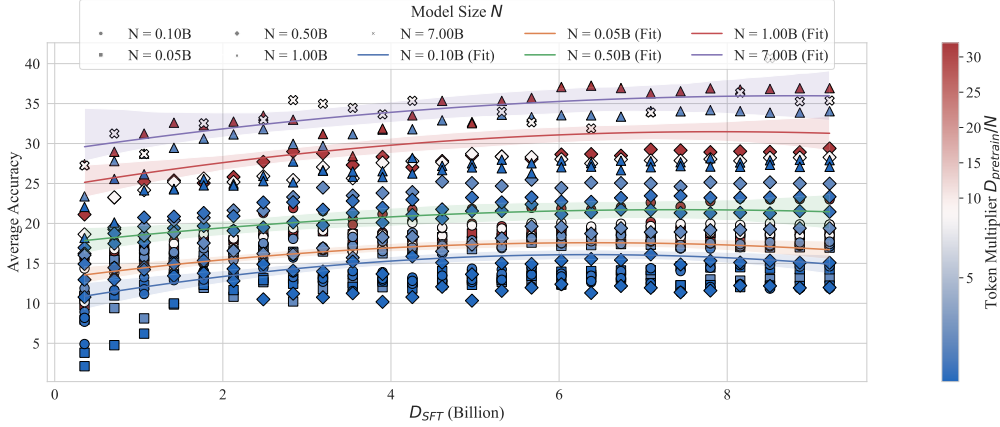 Model Size N
N = 0.10B N = 0.50B N = 7.00B N = 0.05B (Fit) N = 1.00B (Fit)
N = 0.05B N = 1.00B N = 0.10B (Fit) N = 0.50B (Fit) N = 7.00B (Fit)
40
35
30
25
20
15
10
5
Average Accuracy
0 2 4 6 8
D_SFT (Billion)
30
20
15
10
5
Token Multiplier D_pretrain/N